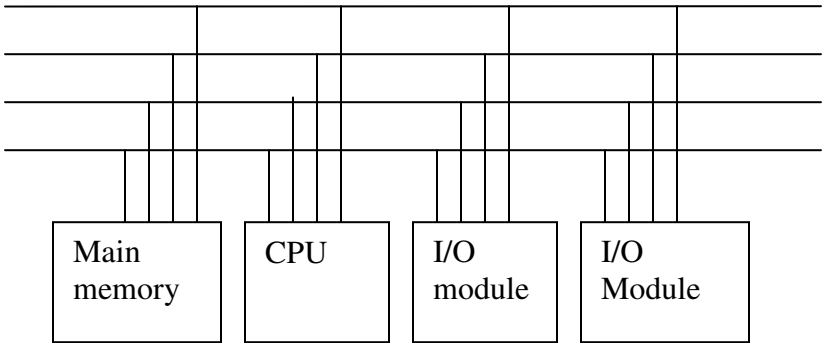 Main
memory
CPU
I/O
module
I/O
Module